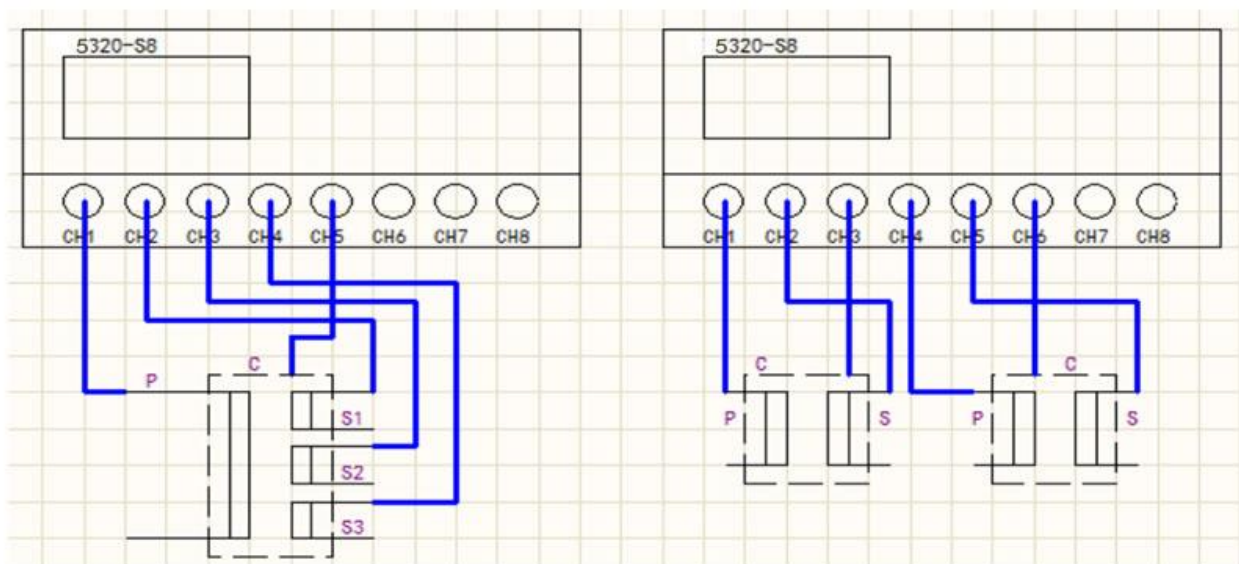 5320-S8
CH1 CH2 CH3 CH4 CH5 CH6 CH7 CH8
C
P
S1
S2
S3
5320-S8
CH1 CH2 CH3 CH4 CH5 CH6 CH7 CH8
C C
P S P S